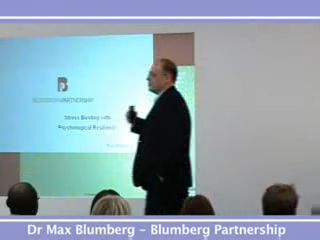 BLUMBERGPARTNERSHIP
Stress Busting with
Psychological Resilience
Dr Max Blumberg - Blumberg Partnership